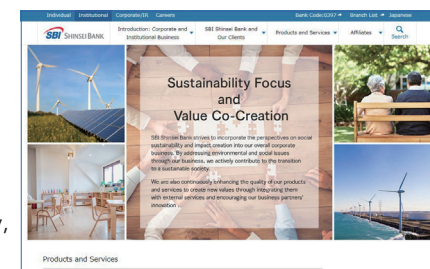 Individual Institutional Corporate/IR Careers Bank Code:0397 Branch List Japanese
SBI SHINSEI BANK
Introduction: Corporate and Institutional Business
SBI Shinsei Bank and Our Clients
Products and Services
Affiliates
Search
Sustainability Focus
and
Value Co-Creation
SBI Shinsei Bank strives to incorporate the perspectives on social
sustainability and impact creation into our overall corporate
business. By addressing environmental and social issues
through our business, we actively contribute to the transition
to a sustainable society.
We are also continuously enhancing the quality of our products
and services to create new values through integrating them
with external services and encouraging our business partners'
innovation
,
Products and Services